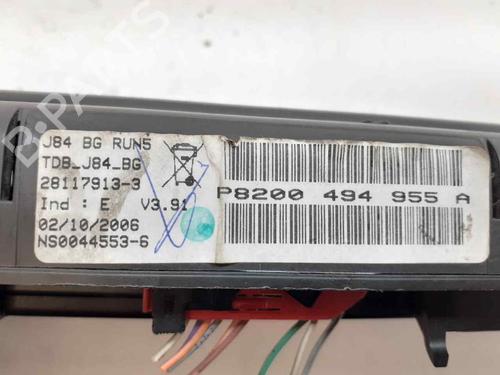 J84 BG RUN5
TDB_J84_BG
28117913-3
Ind : E V3.91
02/10/2006
NS0044553-6
P8200 494 955 A
B-PARTS